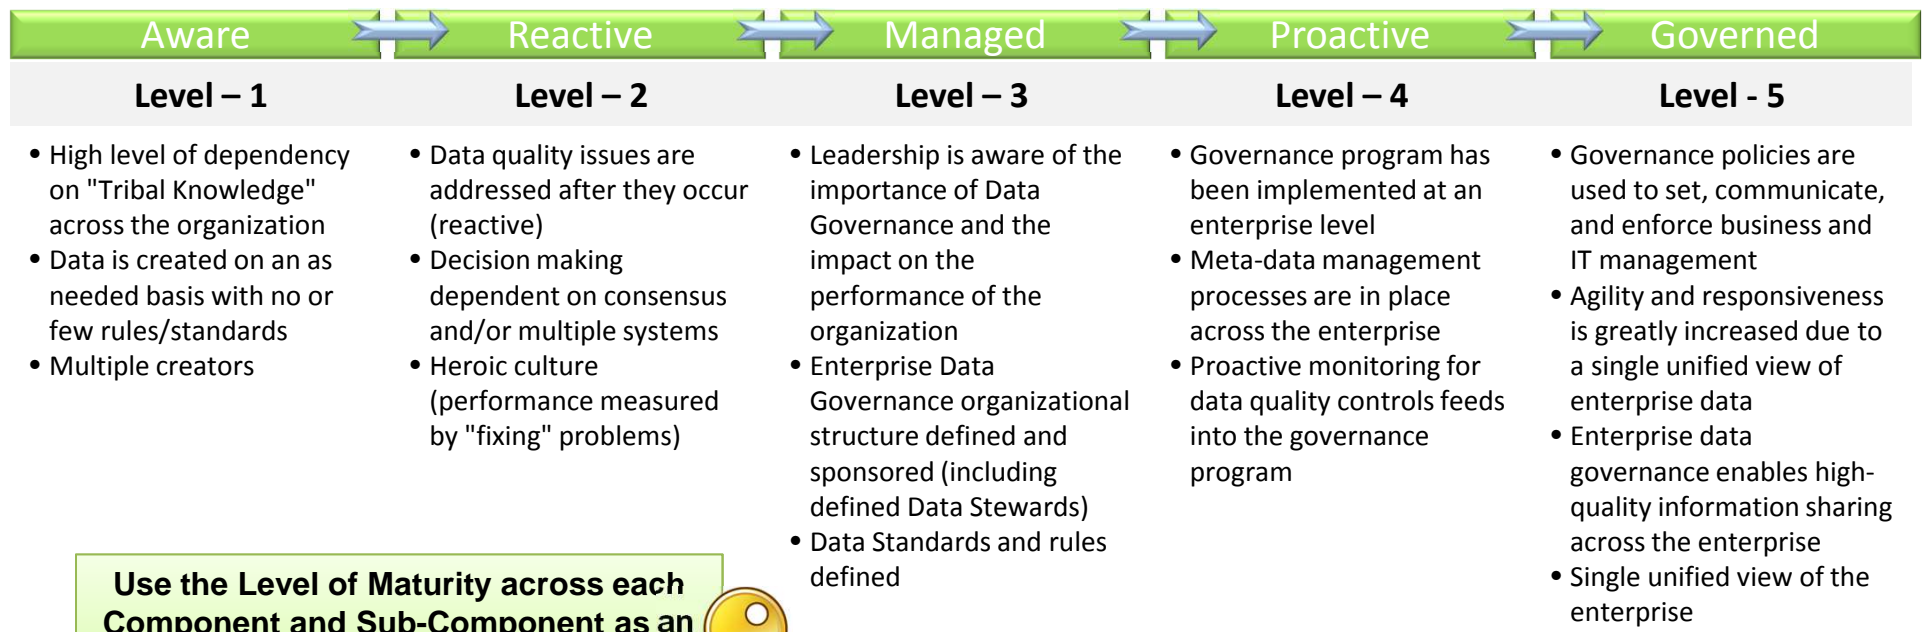 Aware
Reactive
Managed
Proactive
Governed
Level – 1
Level – 2
Level – 3
Level – 4
Level - 5
• High level of dependency
on "Tribal Knowledge"
across the organization
• Data is created on an as
needed basis with no or
few rules/standards
• Multiple creators
• Data quality issues are
addressed after they occur
(reactive)
• Decision making
dependent on consensus
and/or multiple systems
• Heroic culture
(performance measured
by "fixing" problems)
• Leadership is aware of the
importance of Data
Governance and the
impact on the
performance of the
organization
• Enterprise Data
Governance organizational
structure defined and
sponsored (including
defined Data Stewards)
• Data Standards and rules
defined
• Governance program has
been implemented at an
enterprise level
• Meta-data management
processes are in place
across the enterprise
• Proactive monitoring for
data quality controls feeds
into the governance
program
• Governance policies are
used to set, communicate,
and enforce business and
IT management
• Agility and responsiveness
is greatly increased due to
a single unified view of
enterprise data
• Enterprise data
governance enables high-
quality information sharing
across the enterprise
• Single unified view of the
enterprise
Use the Level of Maturity across each
Component and Sub-Component as an